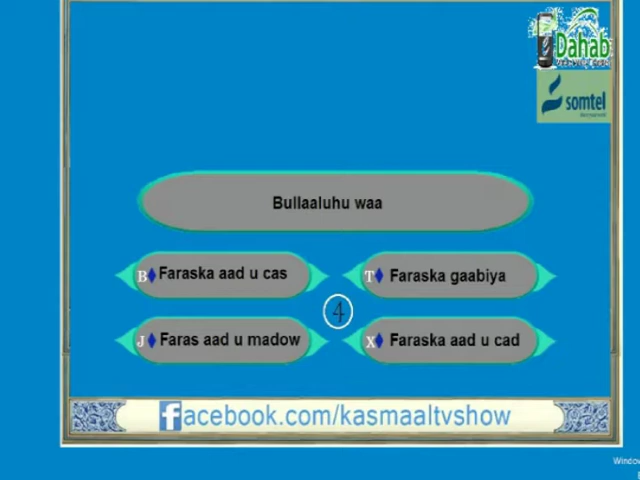 Dahab
somtel
Bullaaluhu waa
B Faraska aad u cas
T Faraska gaabiya
4
J Faras aad u madow
X Faraska aad u cad
facebook.com/kasmaaltvshow